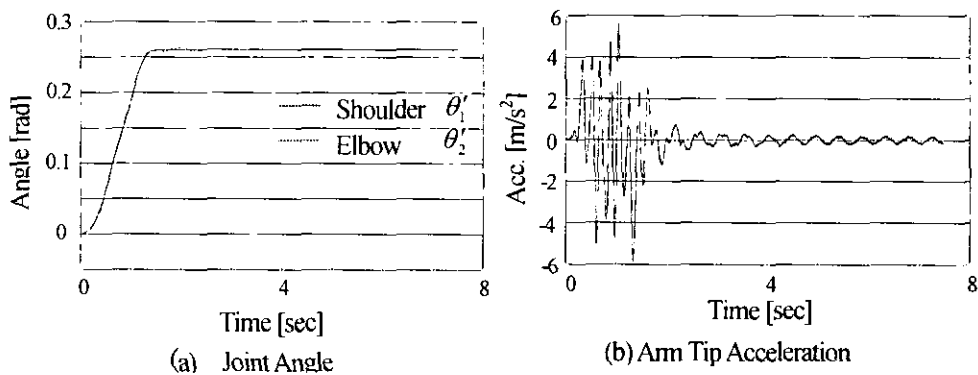 0.3
0.2
0.1
0
Angle [rad]
Shoulder θ′₁
Elbow θ′₂
0 4 8
Time [sec]
(a) Joint Angle
6
4
2
0
-2
-4
-6
Acc. [m/s²]
0 4 8
Time [sec]
(b) Arm Tip Acceleration